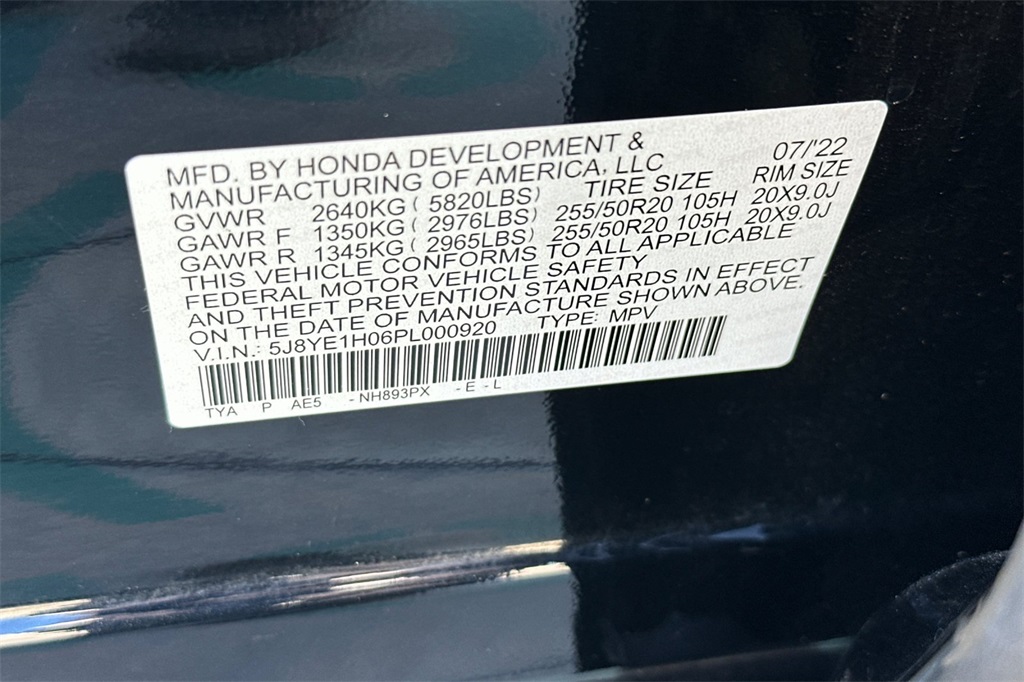 MFD. BY HONDA DEVELOPMENT & 07/'22
MANUFACTURING OF AMERICA, LLC RIM SIZE
GVWR 2640KG ( 5820LBS) TIRE SIZE
GAWR F 1350KG ( 2976LBS) 255/50R20 105H 20X9.0J
GAWR R 1345KG ( 2965LBS) 255/50R20 105H 20X9.0J
THIS VEHICLE CONFORMS TO ALL APPLICABLE
FEDERAL MOTOR VEHICLE SAFETY
AND THEFT PREVENTION STANDARDS IN EFFECT
ON THE DATE OF MANUFACTURE SHOWN ABOVE.
V.I.N.: 5J8YE1H06PL000920 TYPE: MPV
TYA P AE5 - NH893PX - E - L